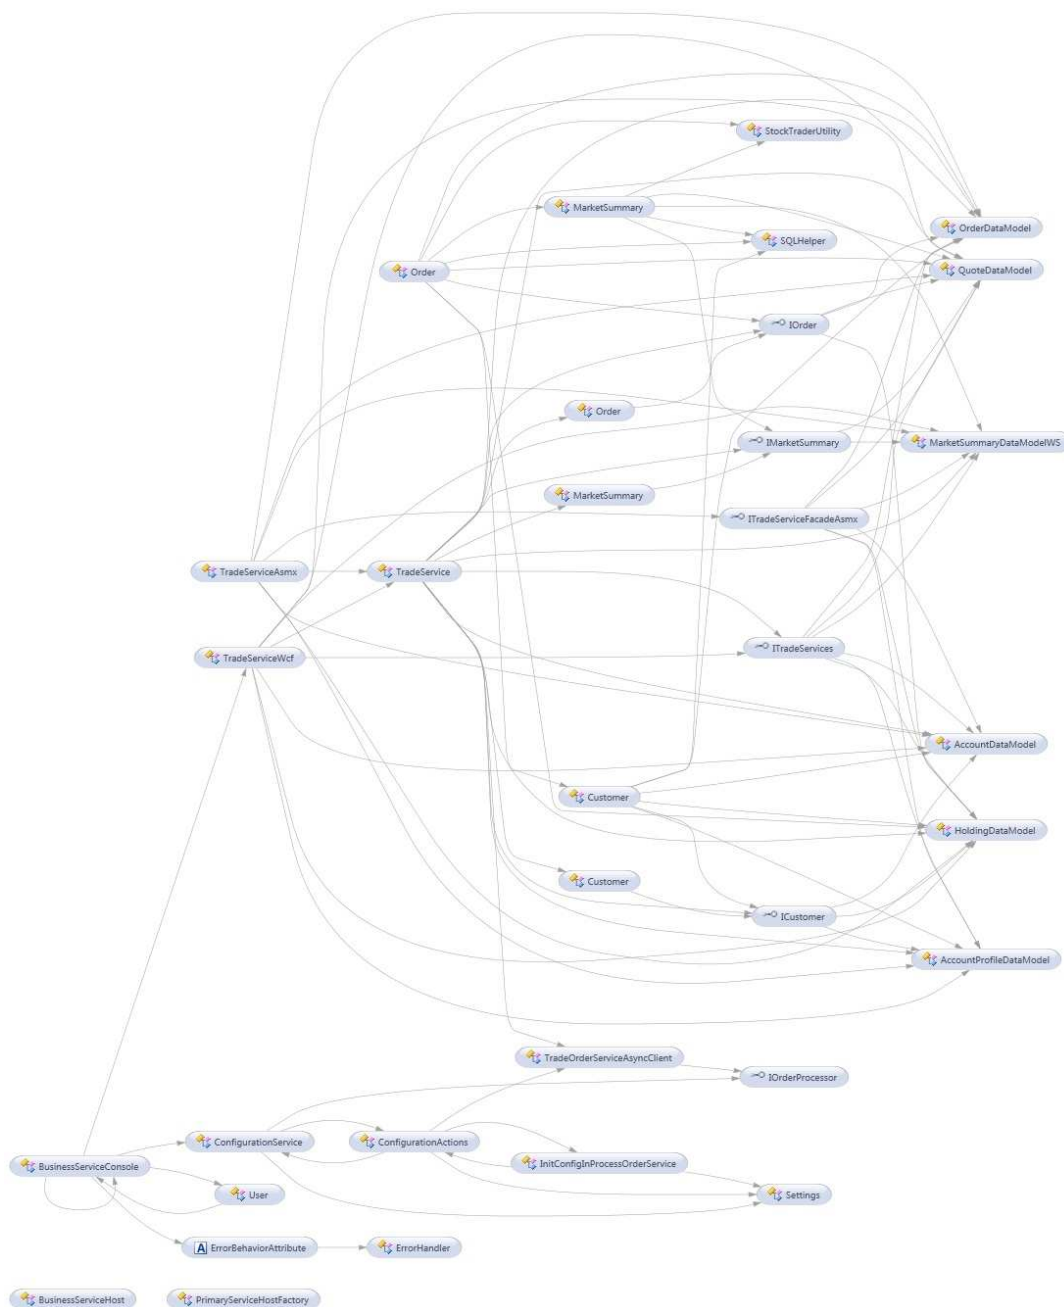 StockTraderUtility
MarketSummary
OrderDataModel
SQLHelper
Order
QuoteDataModel
IOrder
Order
IMarketSummary
MarketSummaryDataModelWS
MarketSummary
ITradeServiceFacadeAsmx
TradeServiceAsmx
TradeService
ITradeServices
TradeServiceWcf
AccountDataModel
Customer
HoldingDataModel
Customer
ICustomer
AccountProfileDataModel
TradeOrderServiceAsyncClient
IOrderProcessor
ConfigurationService
ConfigurationActions
BusinessServiceConsole
InitConfigInProcessOrderService
User
Settings
A ErrorBehaviorAttribute
ErrorHandler
BusinessServiceHost
PrimaryServiceHostFactory